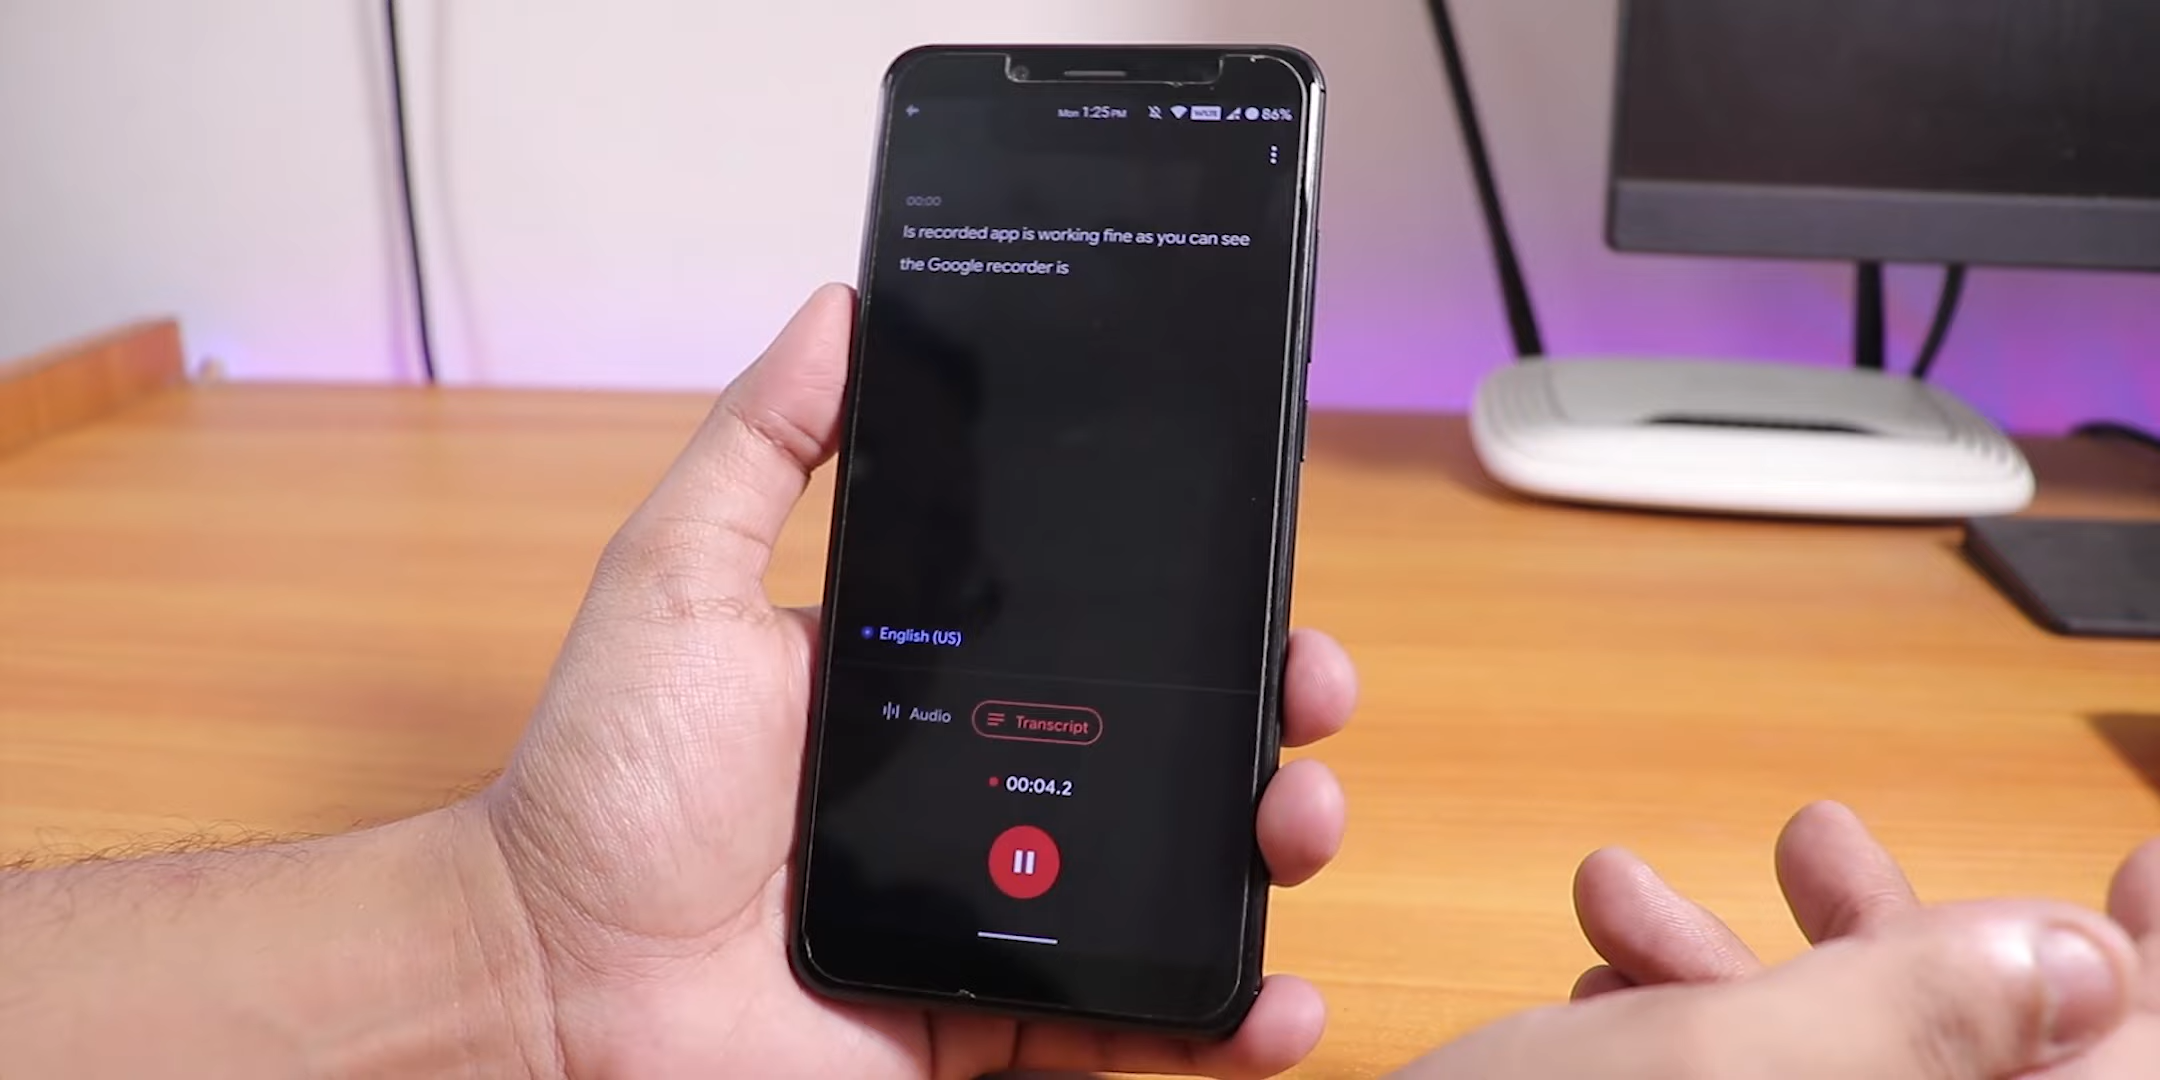 Mon 1:25 PM 86%
00:00
Is recorded app is working fine as you can see
the Google recorder is
English (US)
Audio Transcript
00:04.2